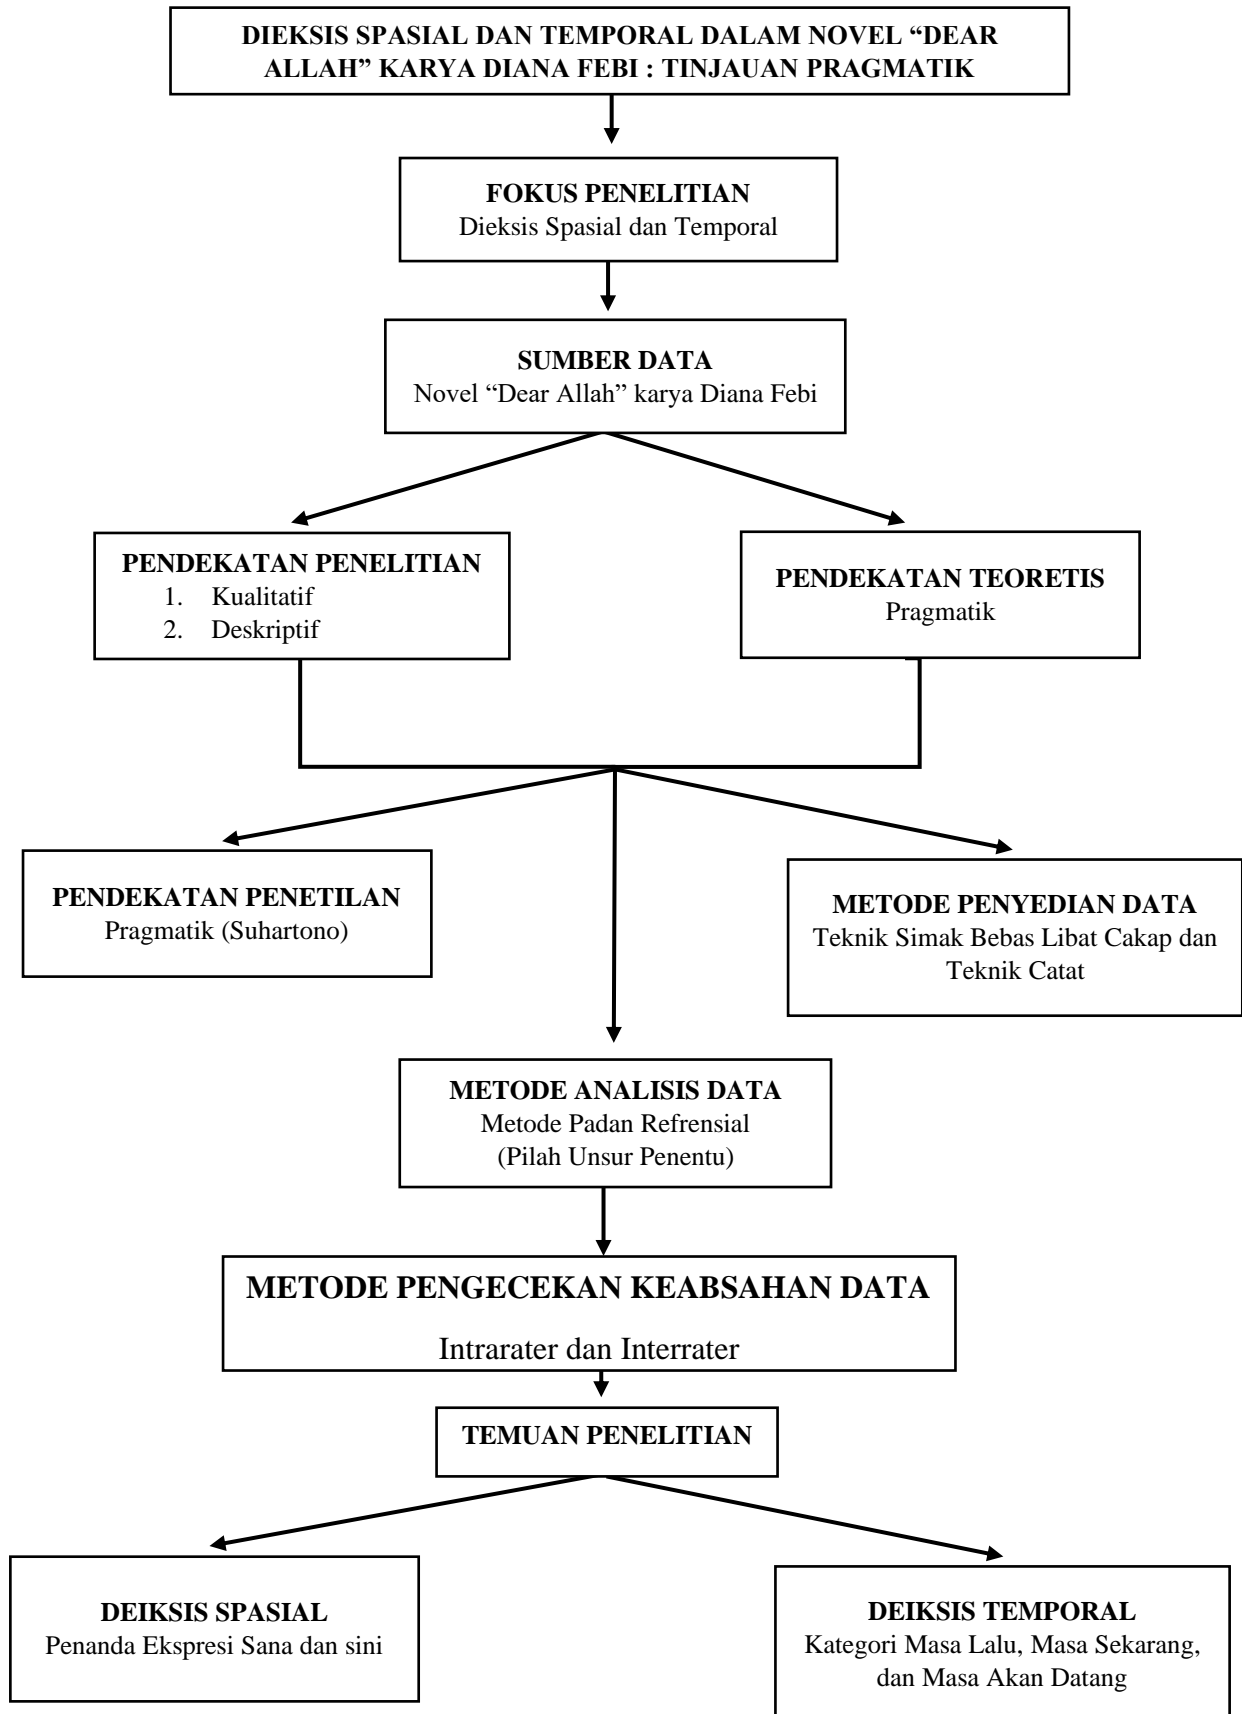 DIEKSIS SPASIAL DAN TEMPORAL DALAM NOVEL “DEAR
ALLAH” KARYA DIANA FEBI : TINJAUAN PRAGMATIK
FOKUS PENELITIAN
Dieksis Spasial dan Temporal
SUMBER DATA
Novel “Dear Allah” karya Diana Febi
PENDEKATAN PENELITIAN
1. Kualitatif
2. Deskriptif
PENDEKATAN TEORETIS
Pragmatik
PENDEKATAN PENETILAN
Pragmatik (Suhartono)
METODE PENYEDIAN DATA
Teknik Simak Bebas Libat Cakap dan
Teknik Catat
METODE ANALISIS DATA
Metode Padan Refrensial
(Pilah Unsur Penentu)
METODE PENGECEKAN KEABSAHAN DATA
Intrarater dan Interrater
TEMUAN PENELITIAN
DEIKSIS SPASIAL
Penanda Ekspresi Sana dan sini
DEIKSIS TEMPORAL
Kategori Masa Lalu, Masa Sekarang,
dan Masa Akan Datang